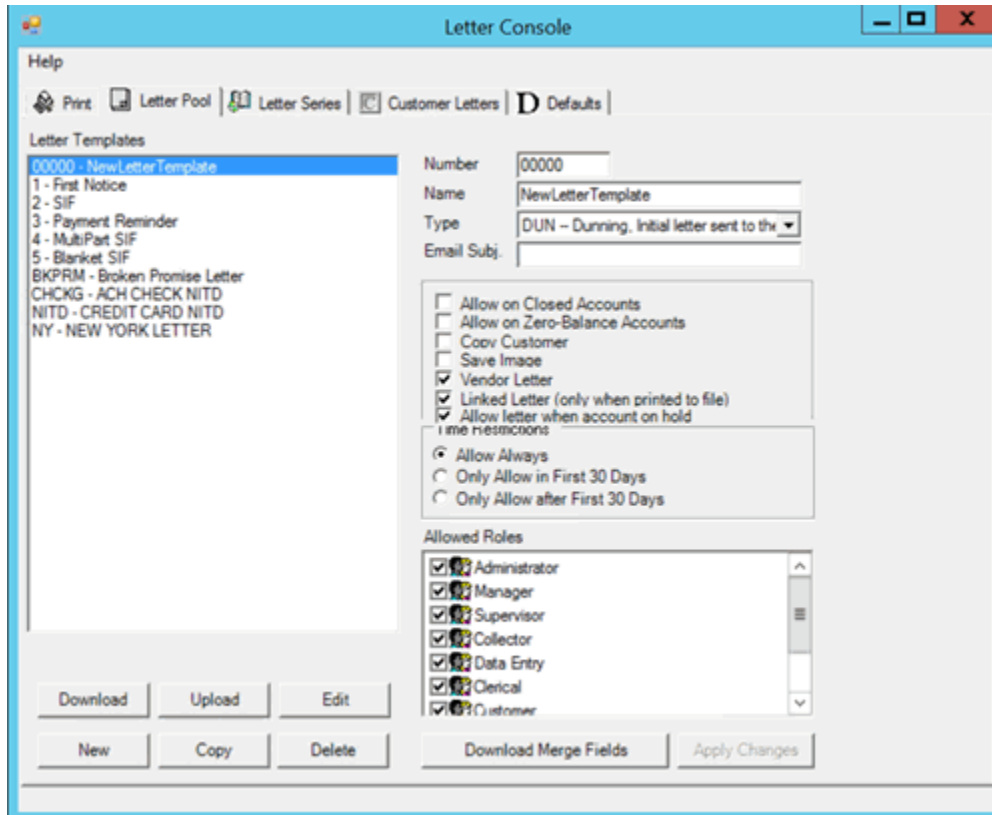 Letter Console
Help
Print Letter Pool Letter Series C Customer Letters D Defaults
Letter Templates
00000 - NewLetterTemplate
1 - First Notice
2 - SIF
3 - Payment Reminder
4 - MultiPart SIF
5 - Blanket SIF
BKPRM - Broken Promise Letter
CHCKG - ACH CHECK NITD
NITD - CREDIT CARD NITD
NY - NEW YORK LETTER
Number 00000
Name NewLetterTemplate
Type DUN -- Dunning, Initial letter sent to the
Email Subj.
Allow on Closed Accounts
Allow on Zero-Balance Accounts
Copy Customer
Save Image
Vendor Letter
Linked Letter (only when printed to file)
Allow letter when account on hold
Time Restrictions
Allow Always
Only Allow in First 30 Days
Only Allow after First 30 Days
Allowed Roles
Administrator
Manager
Supervisor
Collector
Data Entry
Clerical
Customer
Download Upload Edit
New Copy Delete
Download Merge Fields Apply Changes